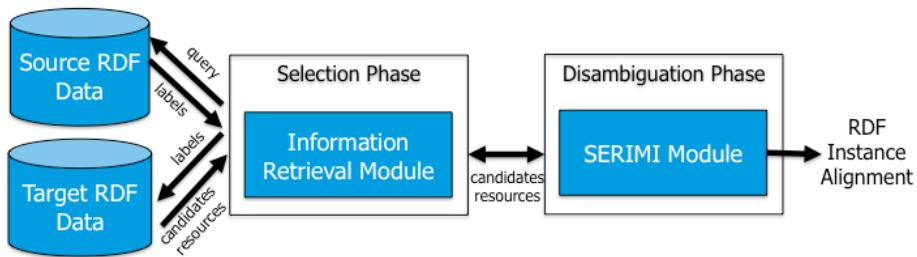 Source RDF
Data
query
labels
labels
candidates
resources
Target RDF
Data
Selection Phase
Information
Retrieval Module
candidates
resources
Disambiguation Phase
SERIMI Module
RDF
Instance
Alignment